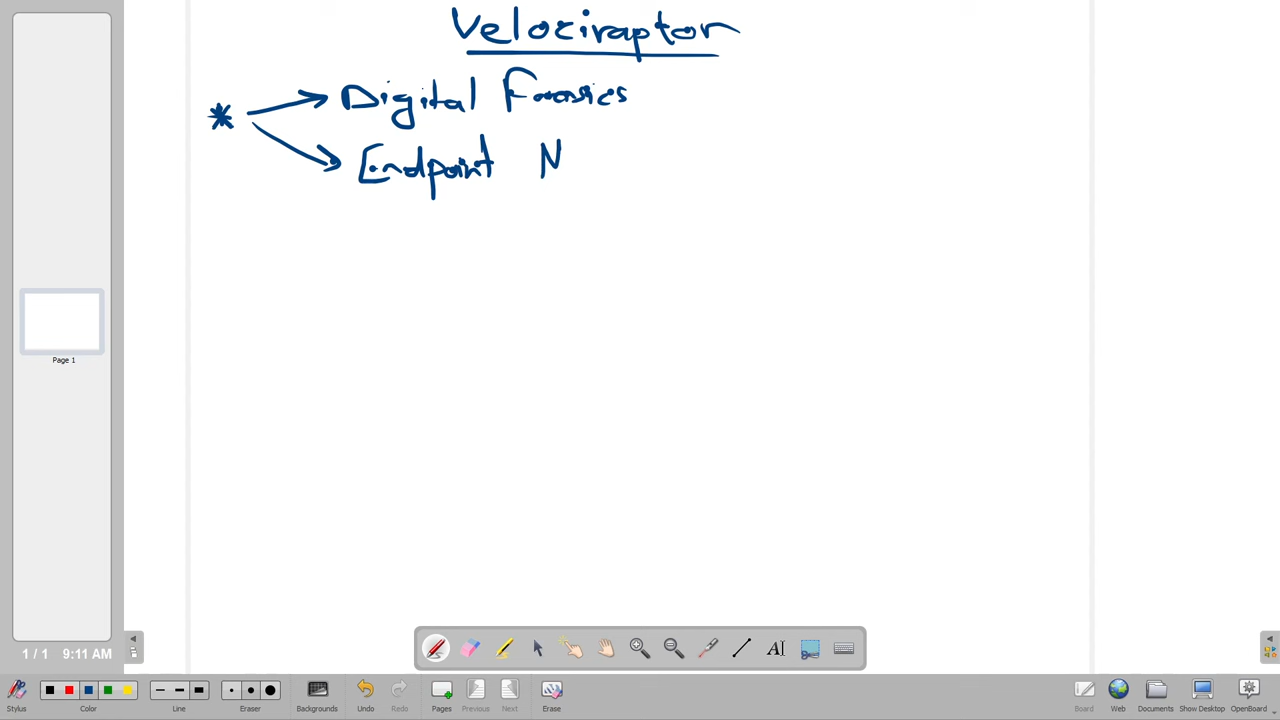 Velociraptor
* → Digital Forensics
→ Endpoint N
Page 1
1 / 1 9:11 AM
Stylus
Color
Line
Eraser
Backgrounds
Undo
Redo
Pages
Previous
Next
Erase
Board
Web
Documents
Show Desktop
OpenBoard